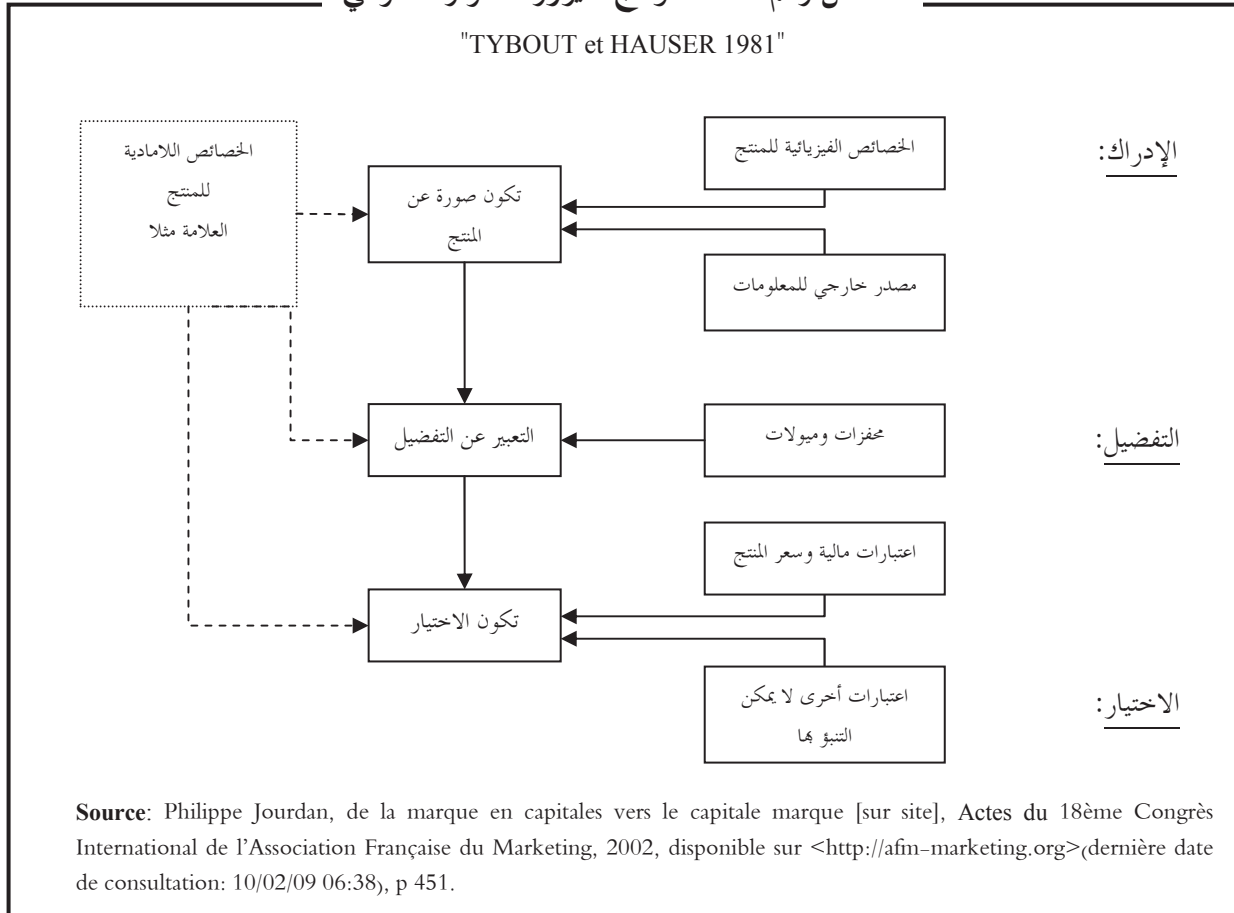 "TYBOUT et HAUSER 1981"
الإدراك:
الخصائص الفيزيائية للمنتج
الخصائص اللامادية
للمنتج
العلامة مثلا
تكون صورة عن
المنتج
مصدر خارجي للمعلومات
التفضيل:
محفزات وميولات
التعبير عن التفضيل
اعتبارات مالية وسعر المنتج
تكون الاختيار
الاختيار:
اعتبارات أخرى لا يمكن
التنبؤ بها
Source: Philippe Jourdan, de la marque en capitales vers le capitale marque [sur site], Actes du 18ème Congrès
International de l'Association Française du Marketing, 2002, disponible sur <http://afm-marketing.org>(dernière date
de consultation: 10/02/09 06:38), p 451.